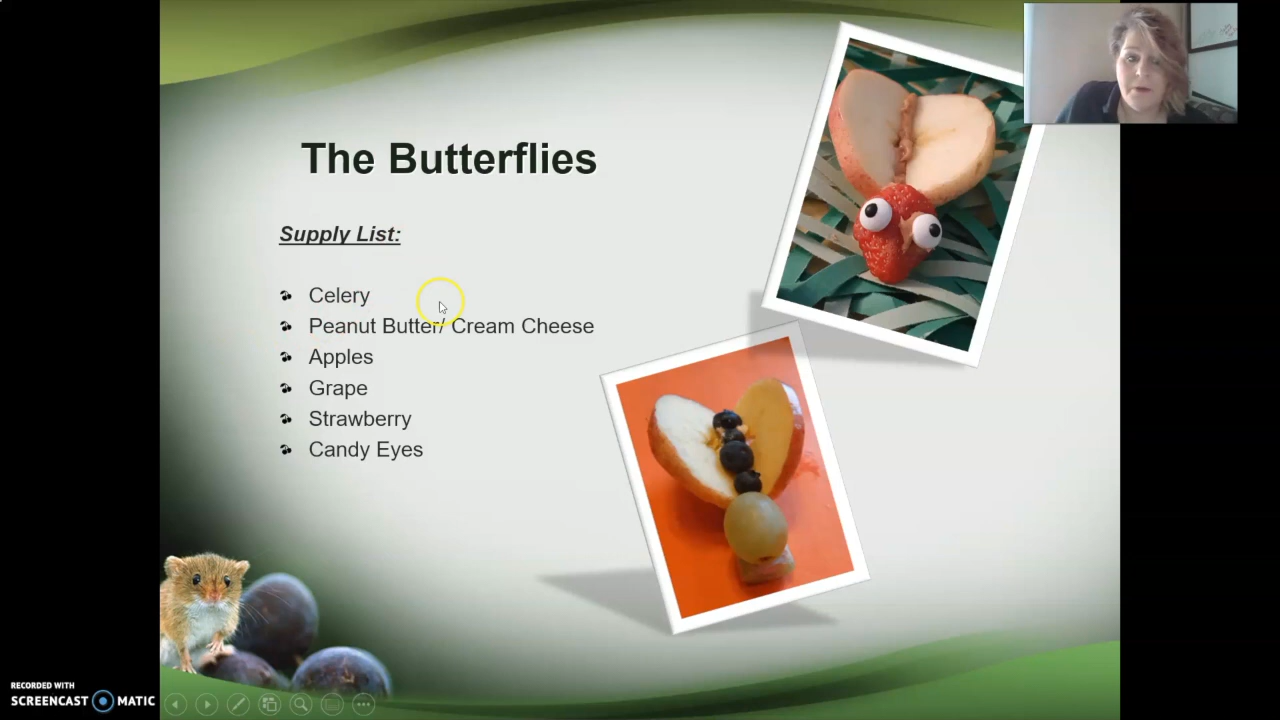 The Butterflies
Supply List:
Celery
Peanut Butter/ Cream Cheese
Apples
Grape
Strawberry
Candy Eyes
RECORDED WITH
SCREENCAST MATIC